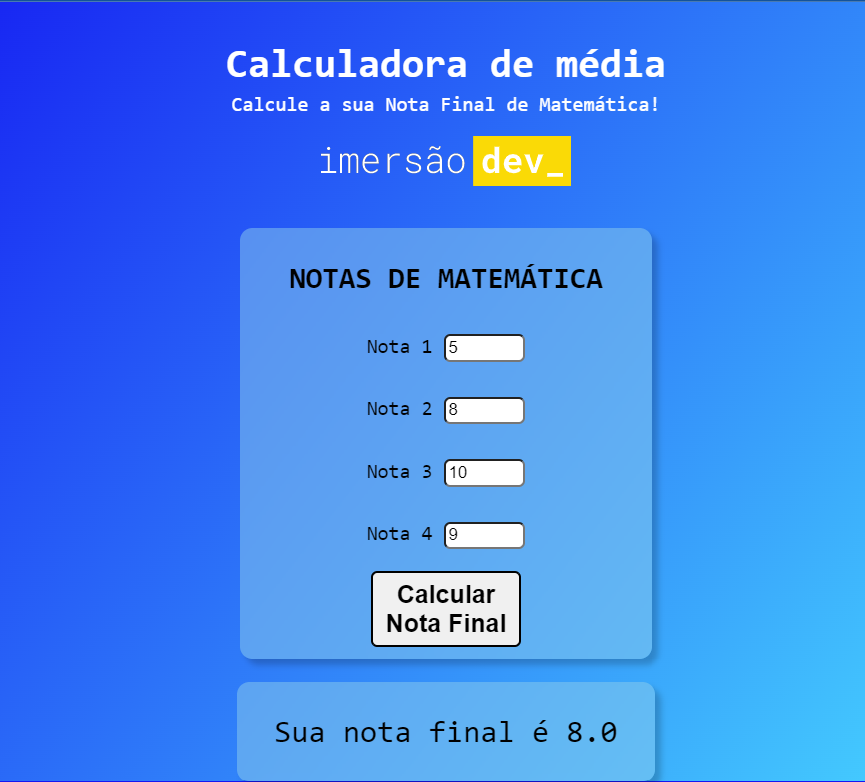 Calculadora de média
Calcule a sua Nota Final de Matemática!
imersão dev_
NOTAS DE MATEMÁTICA
Nota 1 5
Nota 2 8
Nota 3 10
Nota 4 9
Calcular
Nota Final
Sua nota final é 8.0